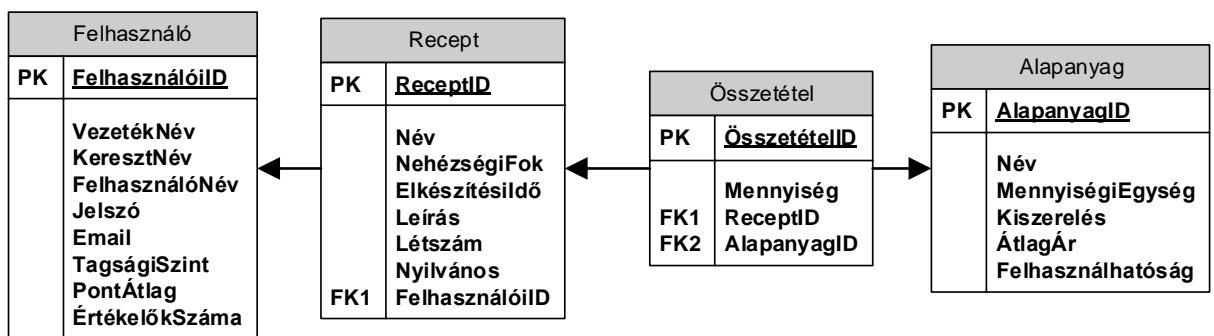 Felhasználó
PK FelhasználóiID
VezetékNév
KeresztNév
FelhasználóNév
Jelszó
Email
TagságiSzint
PontÁtlag
ÉrtékelőkSzáma
Recept
PK ReceptID
Név
NehézségiFok
ElkészítésiIdő
Leírás
Létszám
Nyilvános
FK1 FelhasználóiID
Összetétel
PK ÖsszetételID
Mennyiség
FK1 ReceptID
FK2 AlapanyagID
Alapanyag
PK AlapanyagID
Név
MennyiségiEgység
Kiszerelés
ÁtlagÁr
Felhasználhatóság